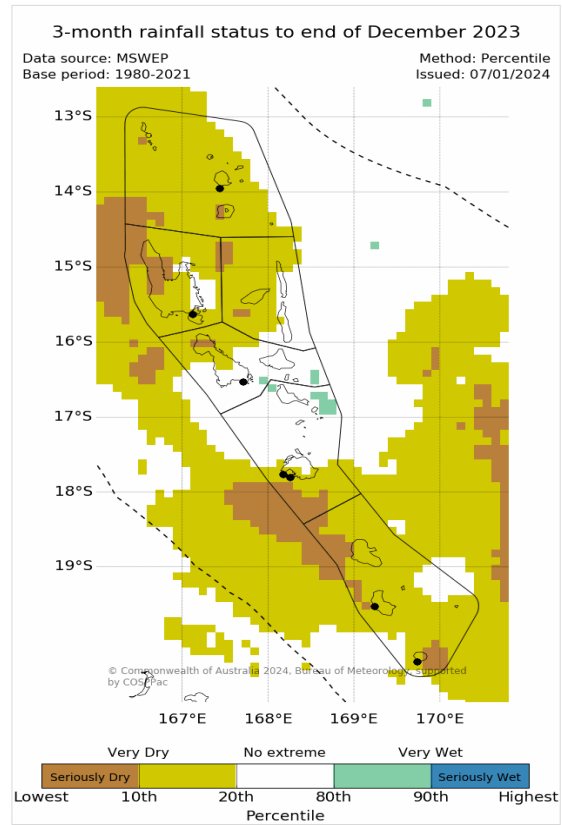 3-month rainfall status to end of December 2023
Data source: MSWEP
Method: Percentile
Base period: 1980-2021
Issued: 07/01/2024
13°S
14°S
15°S
16°S
17°S
18°S
19°S
© Commonwealth of Australia 2024, Bureau of Meteorology, supported
by COSPPac
167°E 168°E 169°E 170°E
Very Dry No extreme Very Wet
Seriously Dry Seriously Wet
Lowest 10th 20th 80th 90th Highest
Percentile